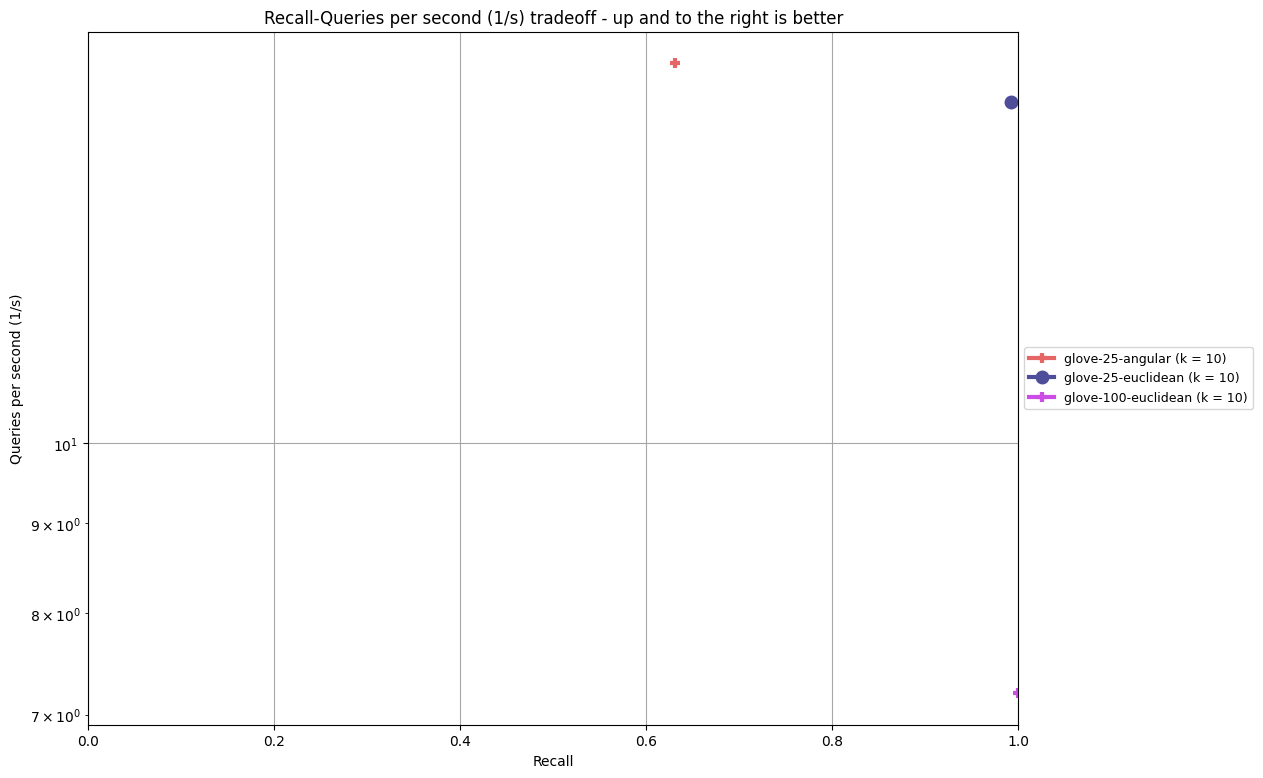 Recall-Queries per second (1/s) tradeoff - up and to the right is better
Queries per second (1/s)
10¹
9 × 10⁰
8 × 10⁰
7 × 10⁰
0.0 0.2 0.4 0.6 0.8 1.0
Recall
glove-25-angular (k = 10)
glove-25-euclidean (k = 10)
glove-100-euclidean (k = 10)